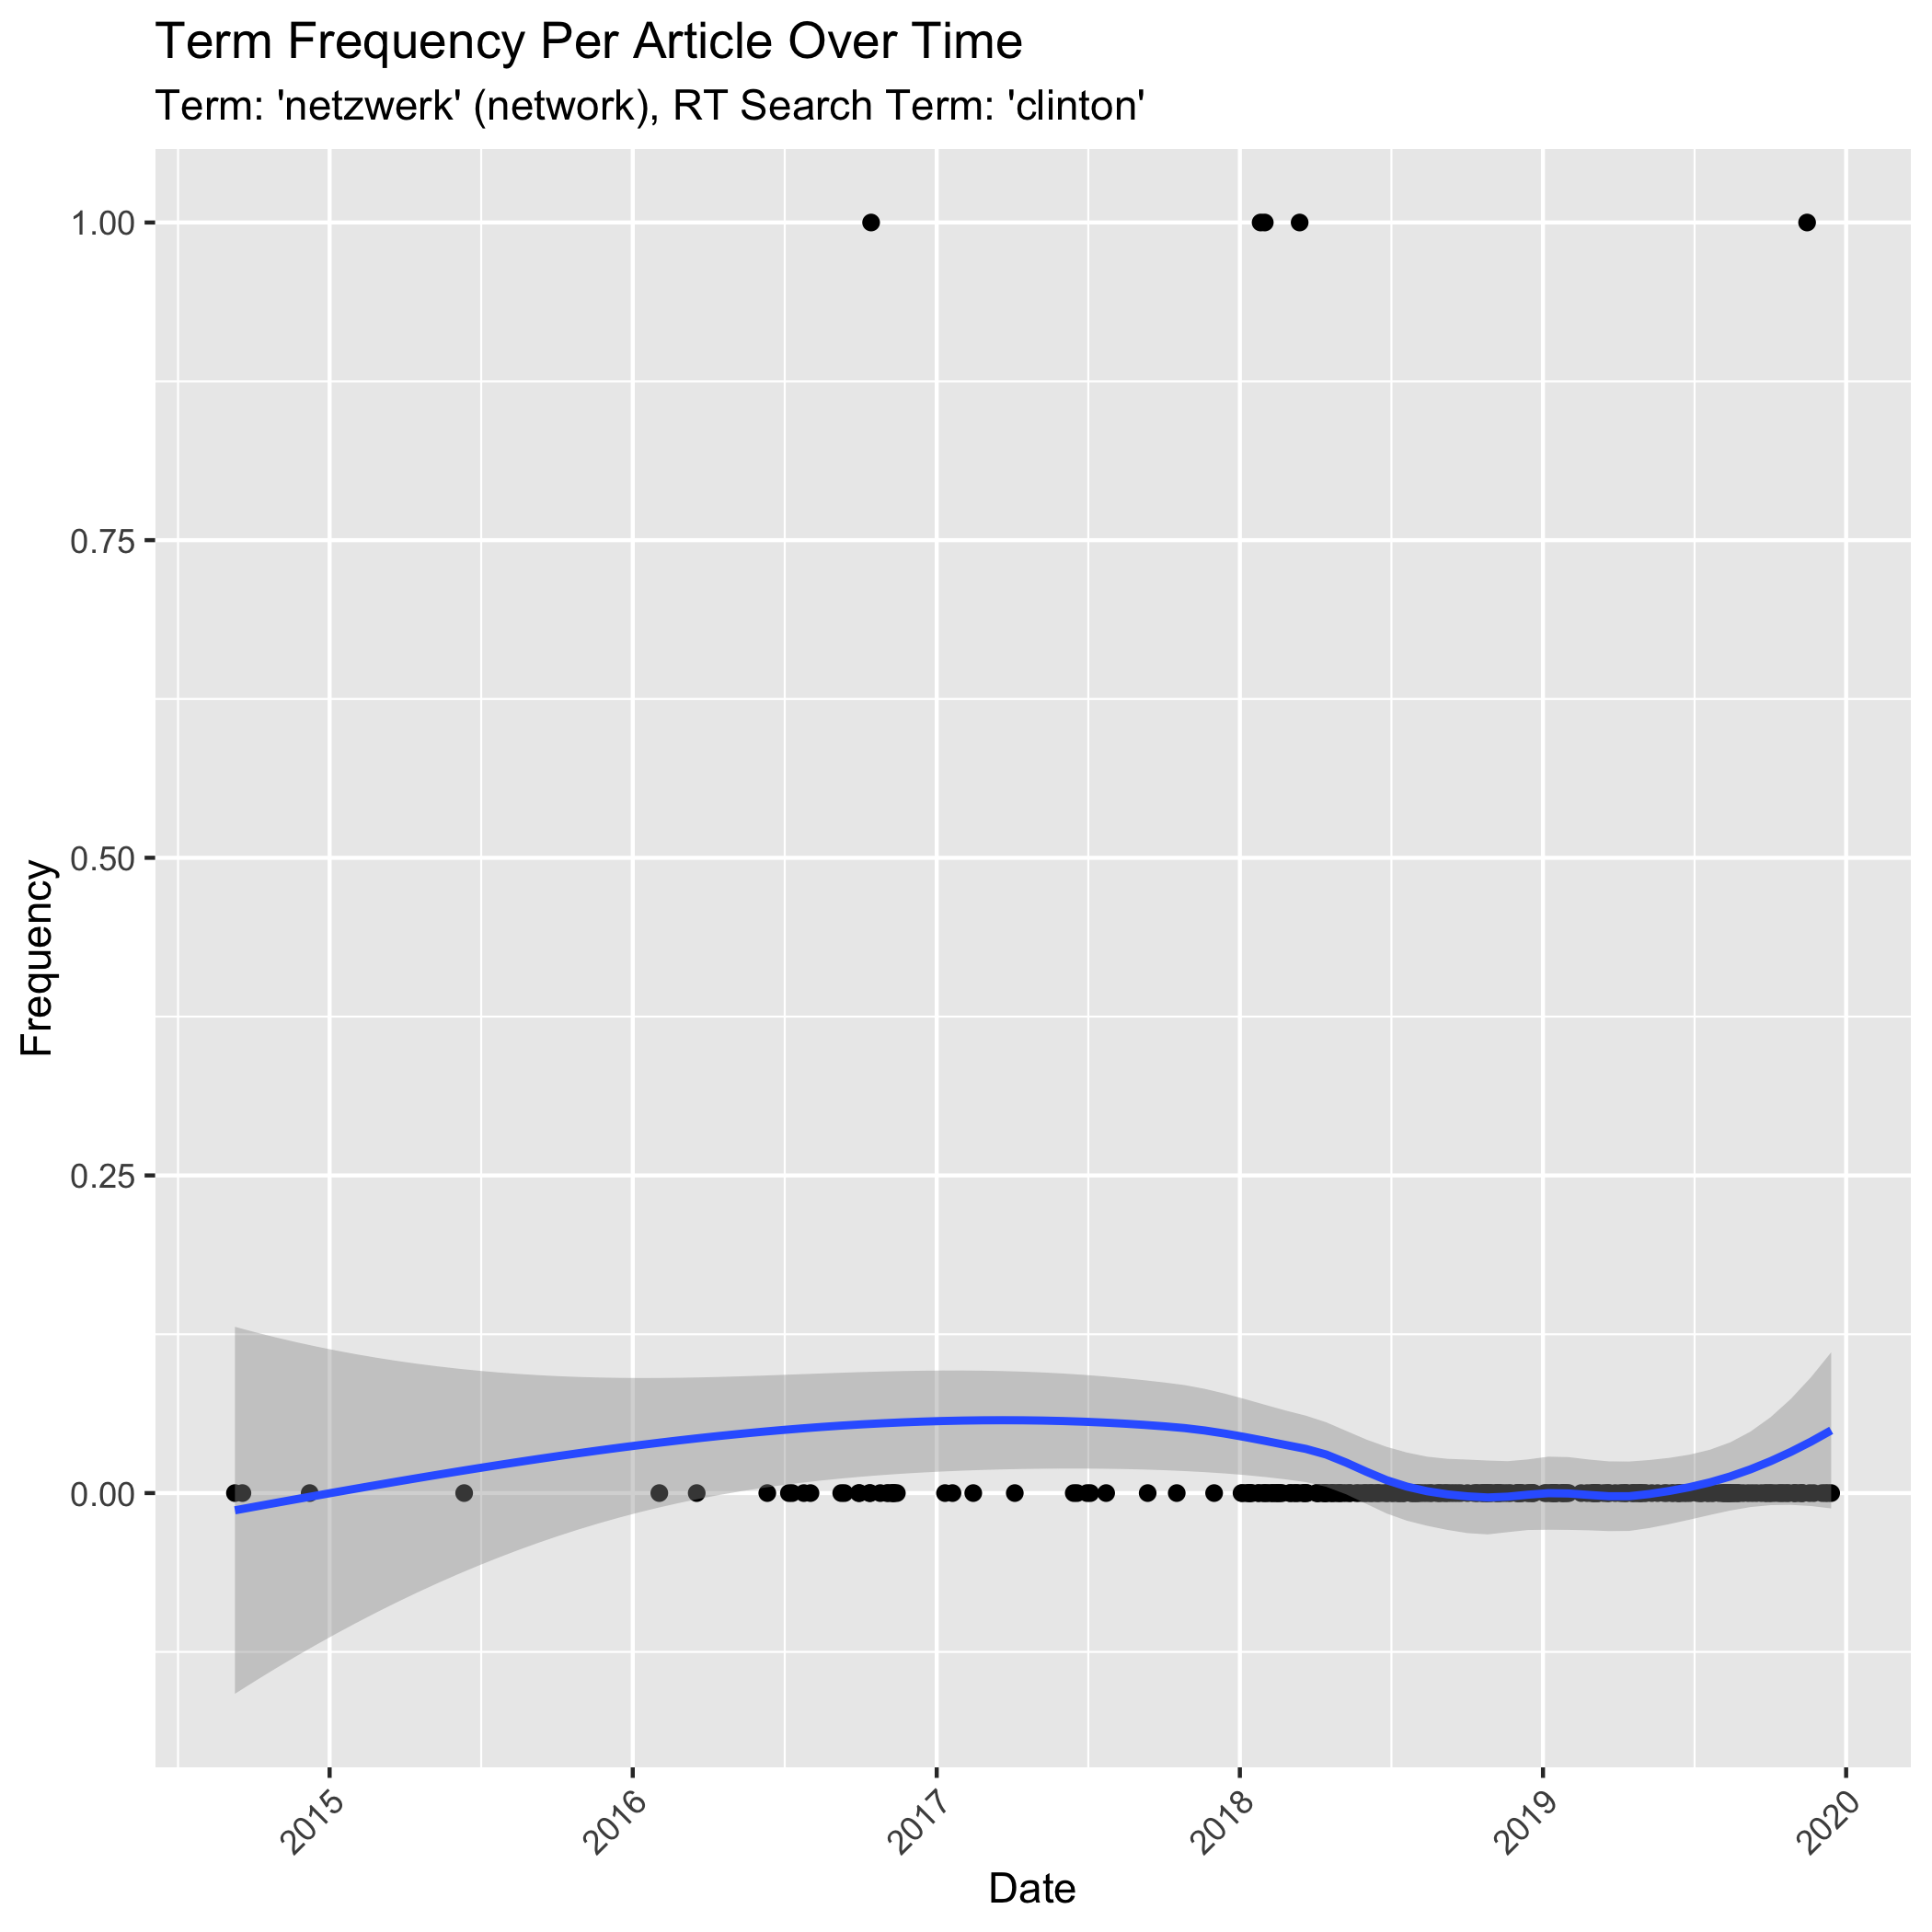 Term Frequency Per Article Over Time
Term: 'netzwerk' (network), RT Search Term: 'clinton'
1.00
0.75
0.50
0.25
0.00
Frequency
2015
2016
2017
2018
2019
2020
Date